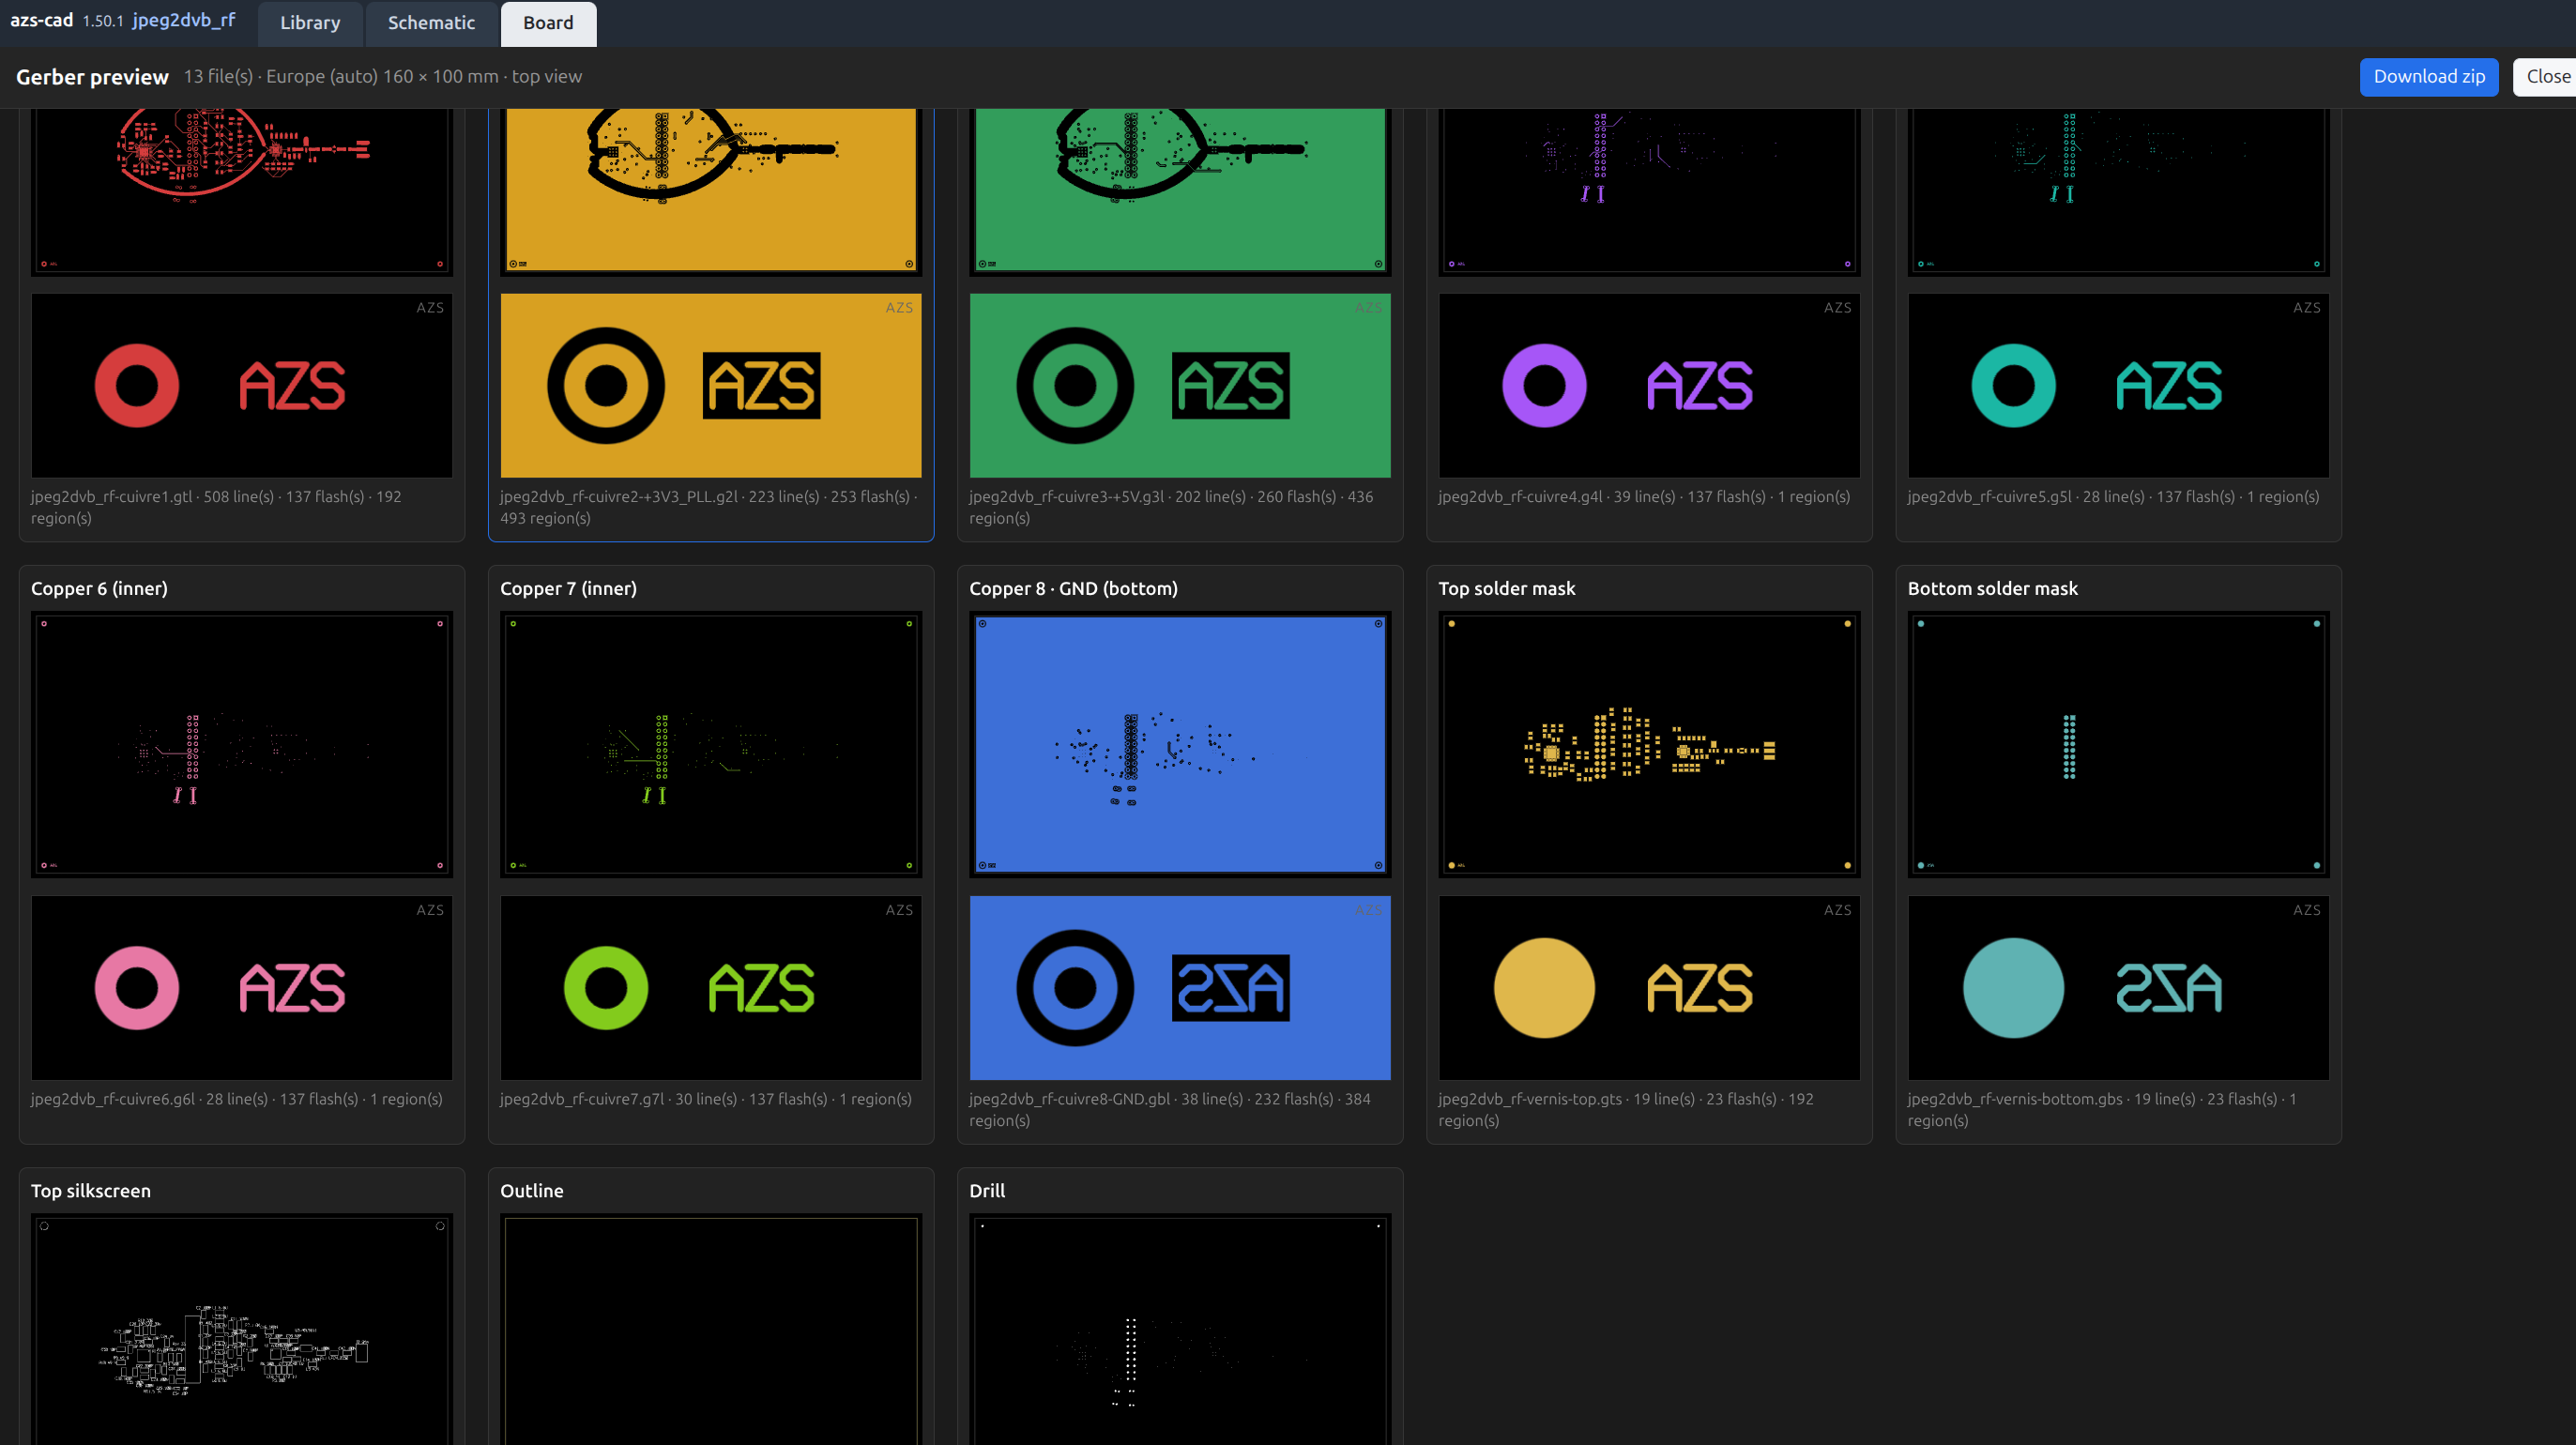 azs-cad 1.50.1 jpeg2dvb_rf Library Schematic Board
Gerber preview 13 file(s) · Europe (auto) 160 × 100 mm · top view Download zip Close
AZS AZS AZS AZS AZS
AZS AZS AZS AZS AZS
jpeg2dvb_rf-cuivre1.gtl · 508 line(s) · 137 flash(s) · 192
region(s)
jpeg2dvb_rf-cuivre2-+3V3_PLL.g2l · 223 line(s) · 253 flash(s) ·
493 region(s)
jpeg2dvb_rf-cuivre3-+5V.g3l · 202 line(s) · 260 flash(s) · 436
region(s)
jpeg2dvb_rf-cuivre4.g4l · 39 line(s) · 137 flash(s) · 1 region(s)
jpeg2dvb_rf-cuivre5.g5l · 28 line(s) · 137 flash(s) · 1 region(s)
Copper 6 (inner)
Copper 7 (inner)
Copper 8 · GND (bottom)
Top solder mask
Bottom solder mask
AZS AZS AZS AZS AZS
AZS AZS AZS AZS AZS
jpeg2dvb_rf-cuivre6.g6l · 28 line(s) · 137 flash(s) · 1 region(s)
jpeg2dvb_rf-cuivre7.g7l · 30 line(s) · 137 flash(s) · 1 region(s)
jpeg2dvb_rf-cuivre8-GND.gbl · 38 line(s) · 232 flash(s) · 384
region(s)
jpeg2dvb_rf-vernis-top.gts · 19 line(s) · 23 flash(s) · 192
region(s)
jpeg2dvb_rf-vernis-bottom.gbs · 19 line(s) · 23 flash(s) · 1
region(s)
Top silkscreen
Outline
Drill